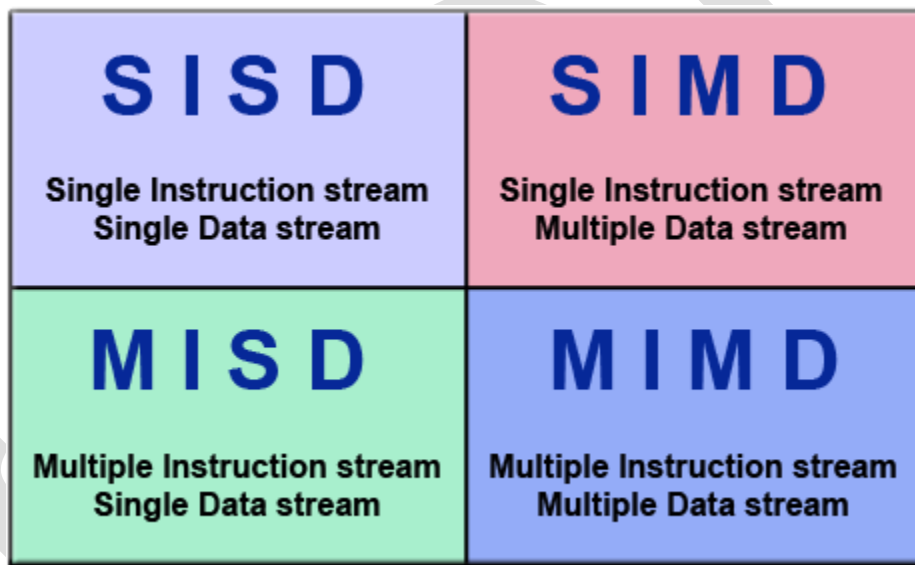 S I S D
Single Instruction stream
Single Data stream
S I M D
Single Instruction stream
Multiple Data stream
M I S D
Multiple Instruction stream
Single Data stream
M I M D
Multiple Instruction stream
Multiple Data stream